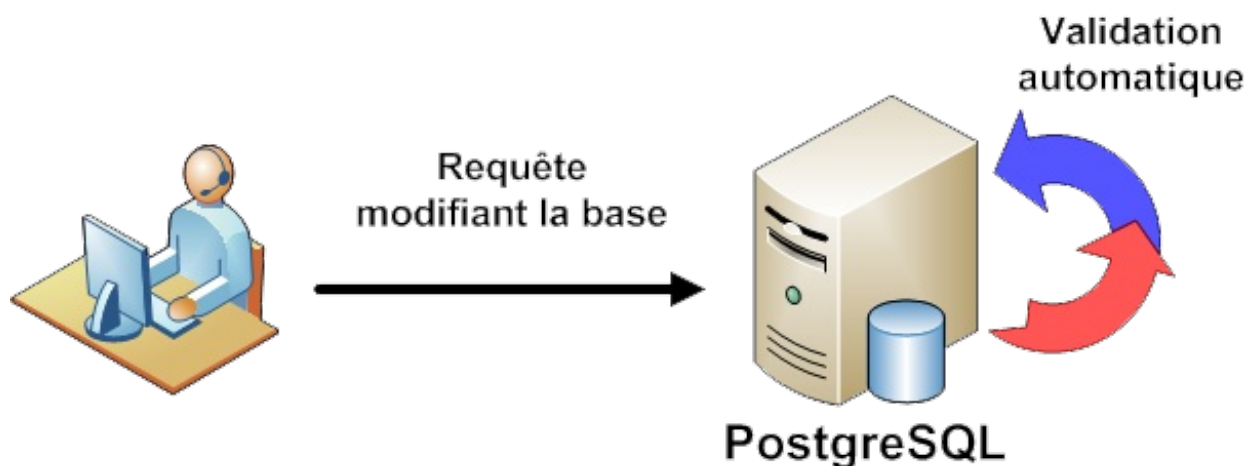 Validation
automatique
Requête
modifiant la base
PostgreSQL